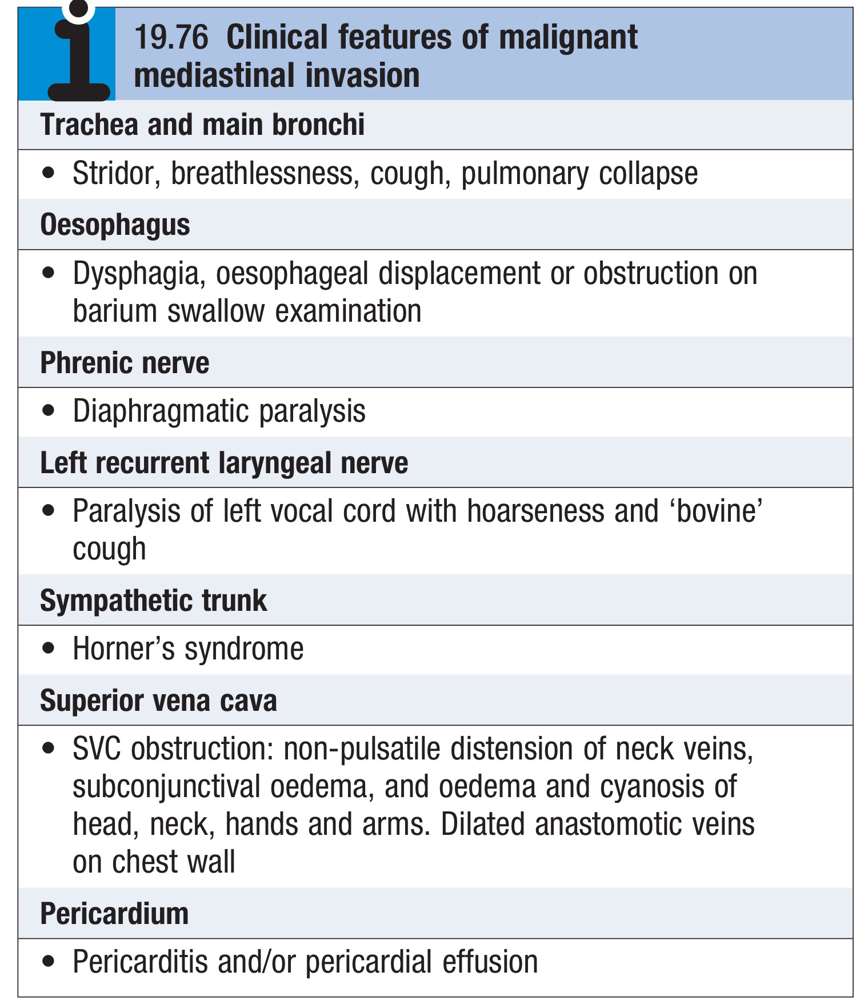 19.76 Clinical features of malignant
mediastinal invasion
Trachea and main bronchi
• Stridor, breathlessness, cough, pulmonary collapse
Oesophagus
• Dysphagia, oesophageal displacement or obstruction on
barium swallow examination
Phrenic nerve
• Diaphragmatic paralysis
Left recurrent laryngeal nerve
• Paralysis of left vocal cord with hoarseness and ‘bovine’
cough
Sympathetic trunk
• Horner’s syndrome
Superior vena cava
• SVC obstruction: non-pulsatile distension of neck veins,
subconjunctival oedema, and oedema and cyanosis of
head, neck, hands and arms. Dilated anastomotic veins
on chest wall
Pericardium
• Pericarditis and/or pericardial effusion